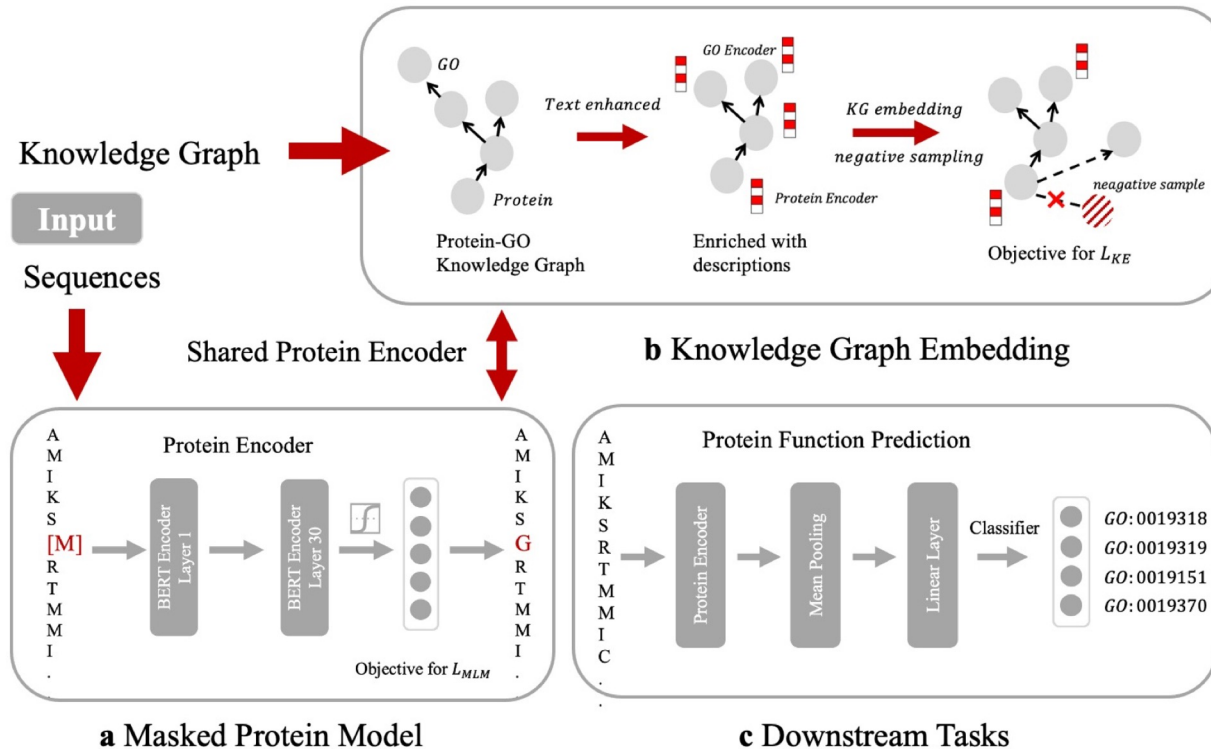 Knowledge Graph
Input
Sequences
GO
Protein
Protein-GO
Knowledge Graph
Text enhanced
GO Encoder
Protein Encoder
Enriched with
descriptions
KG embedding
negative sampling
neagative sample
Objective for L_KE
Shared Protein Encoder
b Knowledge Graph Embedding
A
M
I
K
S
[M]
R
T
M
M
I
.
.
Protein Encoder
BERT Encoder
Layer 1
BERT Encoder
Layer 30
Objective for L_MLM
A
M
I
K
S
G
R
T
M
M
I
.
.
a Masked Protein Model
A
M
I
K
S
R
T
M
M
I
C
.
.
Protein Function Prediction
Protein Encoder
Mean Pooling
Linear Layer
Classifier
GO:0019318
GO:0019319
GO:0019151
GO:0019370
c Downstream Tasks